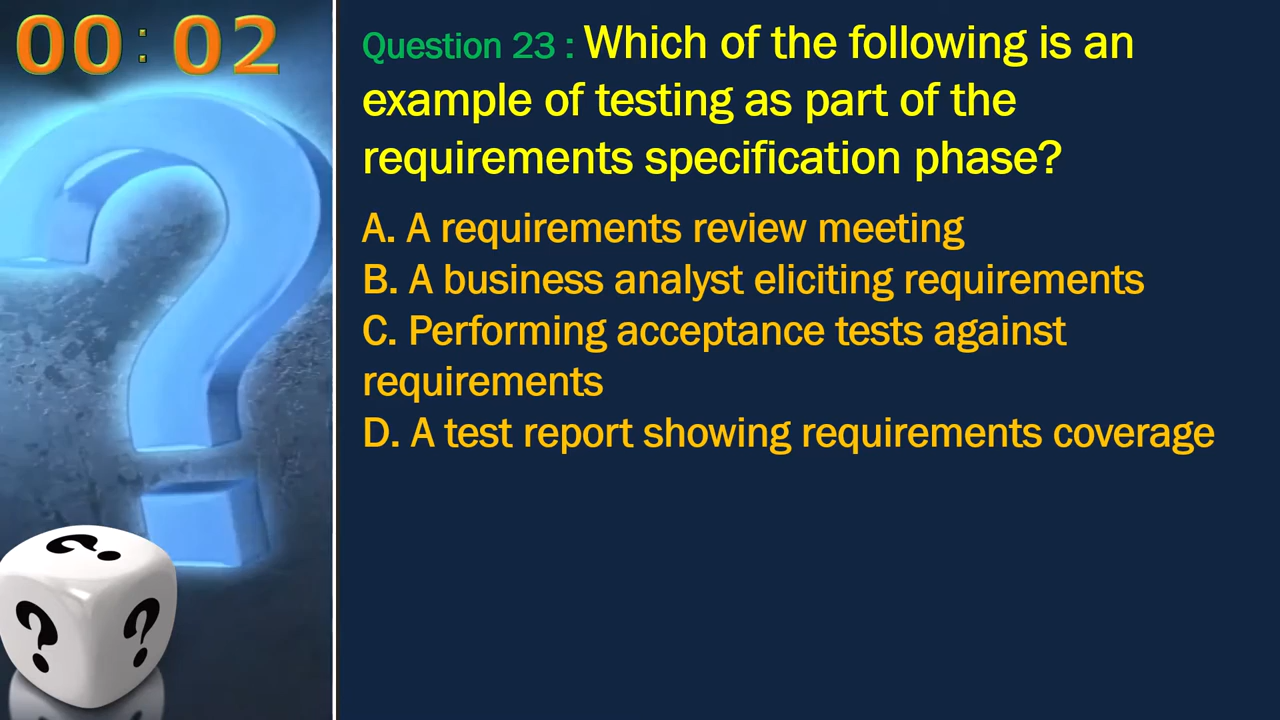 00:02
Question 23 : Which of the following is an
example of testing as part of the
requirements specification phase?
A. A requirements review meeting
B. A business analyst eliciting requirements
C. Performing acceptance tests against
requirements
D. A test report showing requirements coverage
?
? ? ?